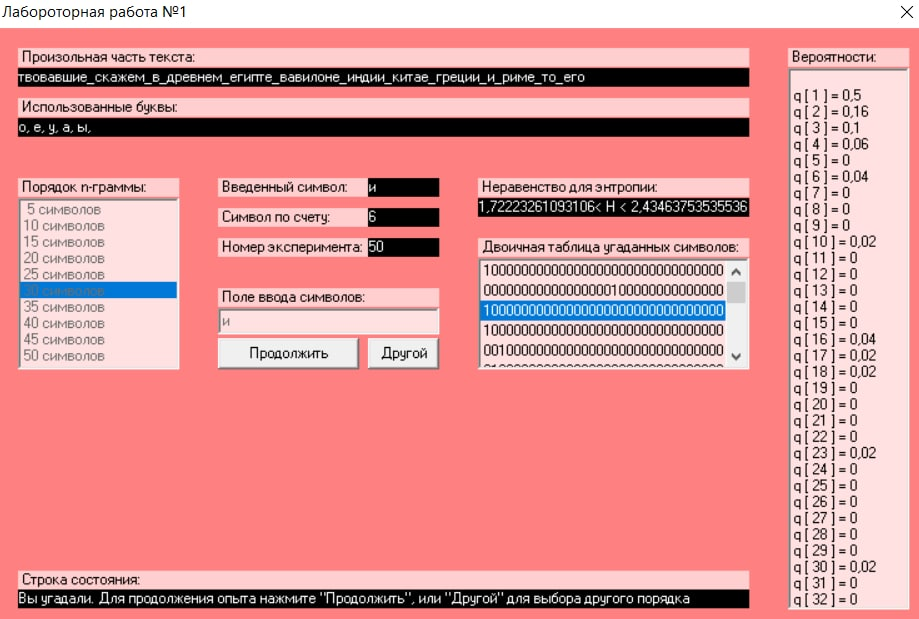 Лабороторная работа №1
Произольная часть текста:
твовавшие_скажем_в_древнем_египте_вавилоне_индии_китае_греции_и_риме_то_его
Использованные буквы:
о, е, у, а, ы,
Порядок n-граммы:
5 символов
10 символов
15 символов
20 символов
25 символов
30 символов
35 символов
40 символов
45 символов
50 символов
Введенный символ: и
Символ по счету: 6
Номер эксперимента: 50
Поле ввода символов:
и
Продолжить Другой
Неравенство для энтропии:
1,72223261093106< H < 2,43463753535536
Двоичная таблица угаданных символов:
10000000000000000000000000000000
00000000000000001000000000000000
10000000000000000000000000000000
10000000000000000000000000000000
00100000000000000000000000000000
Вероятности:
q [ 1 ] = 0,5
q [ 2 ] = 0,16
q [ 3 ] = 0,1
q [ 4 ] = 0,06
q [ 5 ] = 0
q [ 6 ] = 0,04
q [ 7 ] = 0
q [ 8 ] = 0
q [ 9 ] = 0
q [ 10 ] = 0,02
q [ 11 ] = 0
q [ 12 ] = 0
q [ 13 ] = 0
q [ 14 ] = 0
q [ 15 ] = 0
q [ 16 ] = 0,04
q [ 17 ] = 0,02
q [ 18 ] = 0,02
q [ 19 ] = 0
q [ 20 ] = 0
q [ 21 ] = 0
q [ 22 ] = 0
q [ 23 ] = 0,02
q [ 24 ] = 0
q [ 25 ] = 0
q [ 26 ] = 0
q [ 27 ] = 0
q [ 28 ] = 0
q [ 29 ] = 0
q [ 30 ] = 0,02
q [ 31 ] = 0
q [ 32 ] = 0
Строка состояния:
Вы угадали. Для продолжения опыта нажмите "Продолжить", или "Другой" для выбора другого порядка